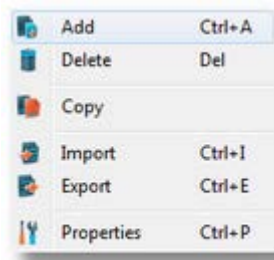 Add Ctrl+A
Delete Del
Copy
Import Ctrl+I
Export Ctrl+E
Properties Ctrl+P